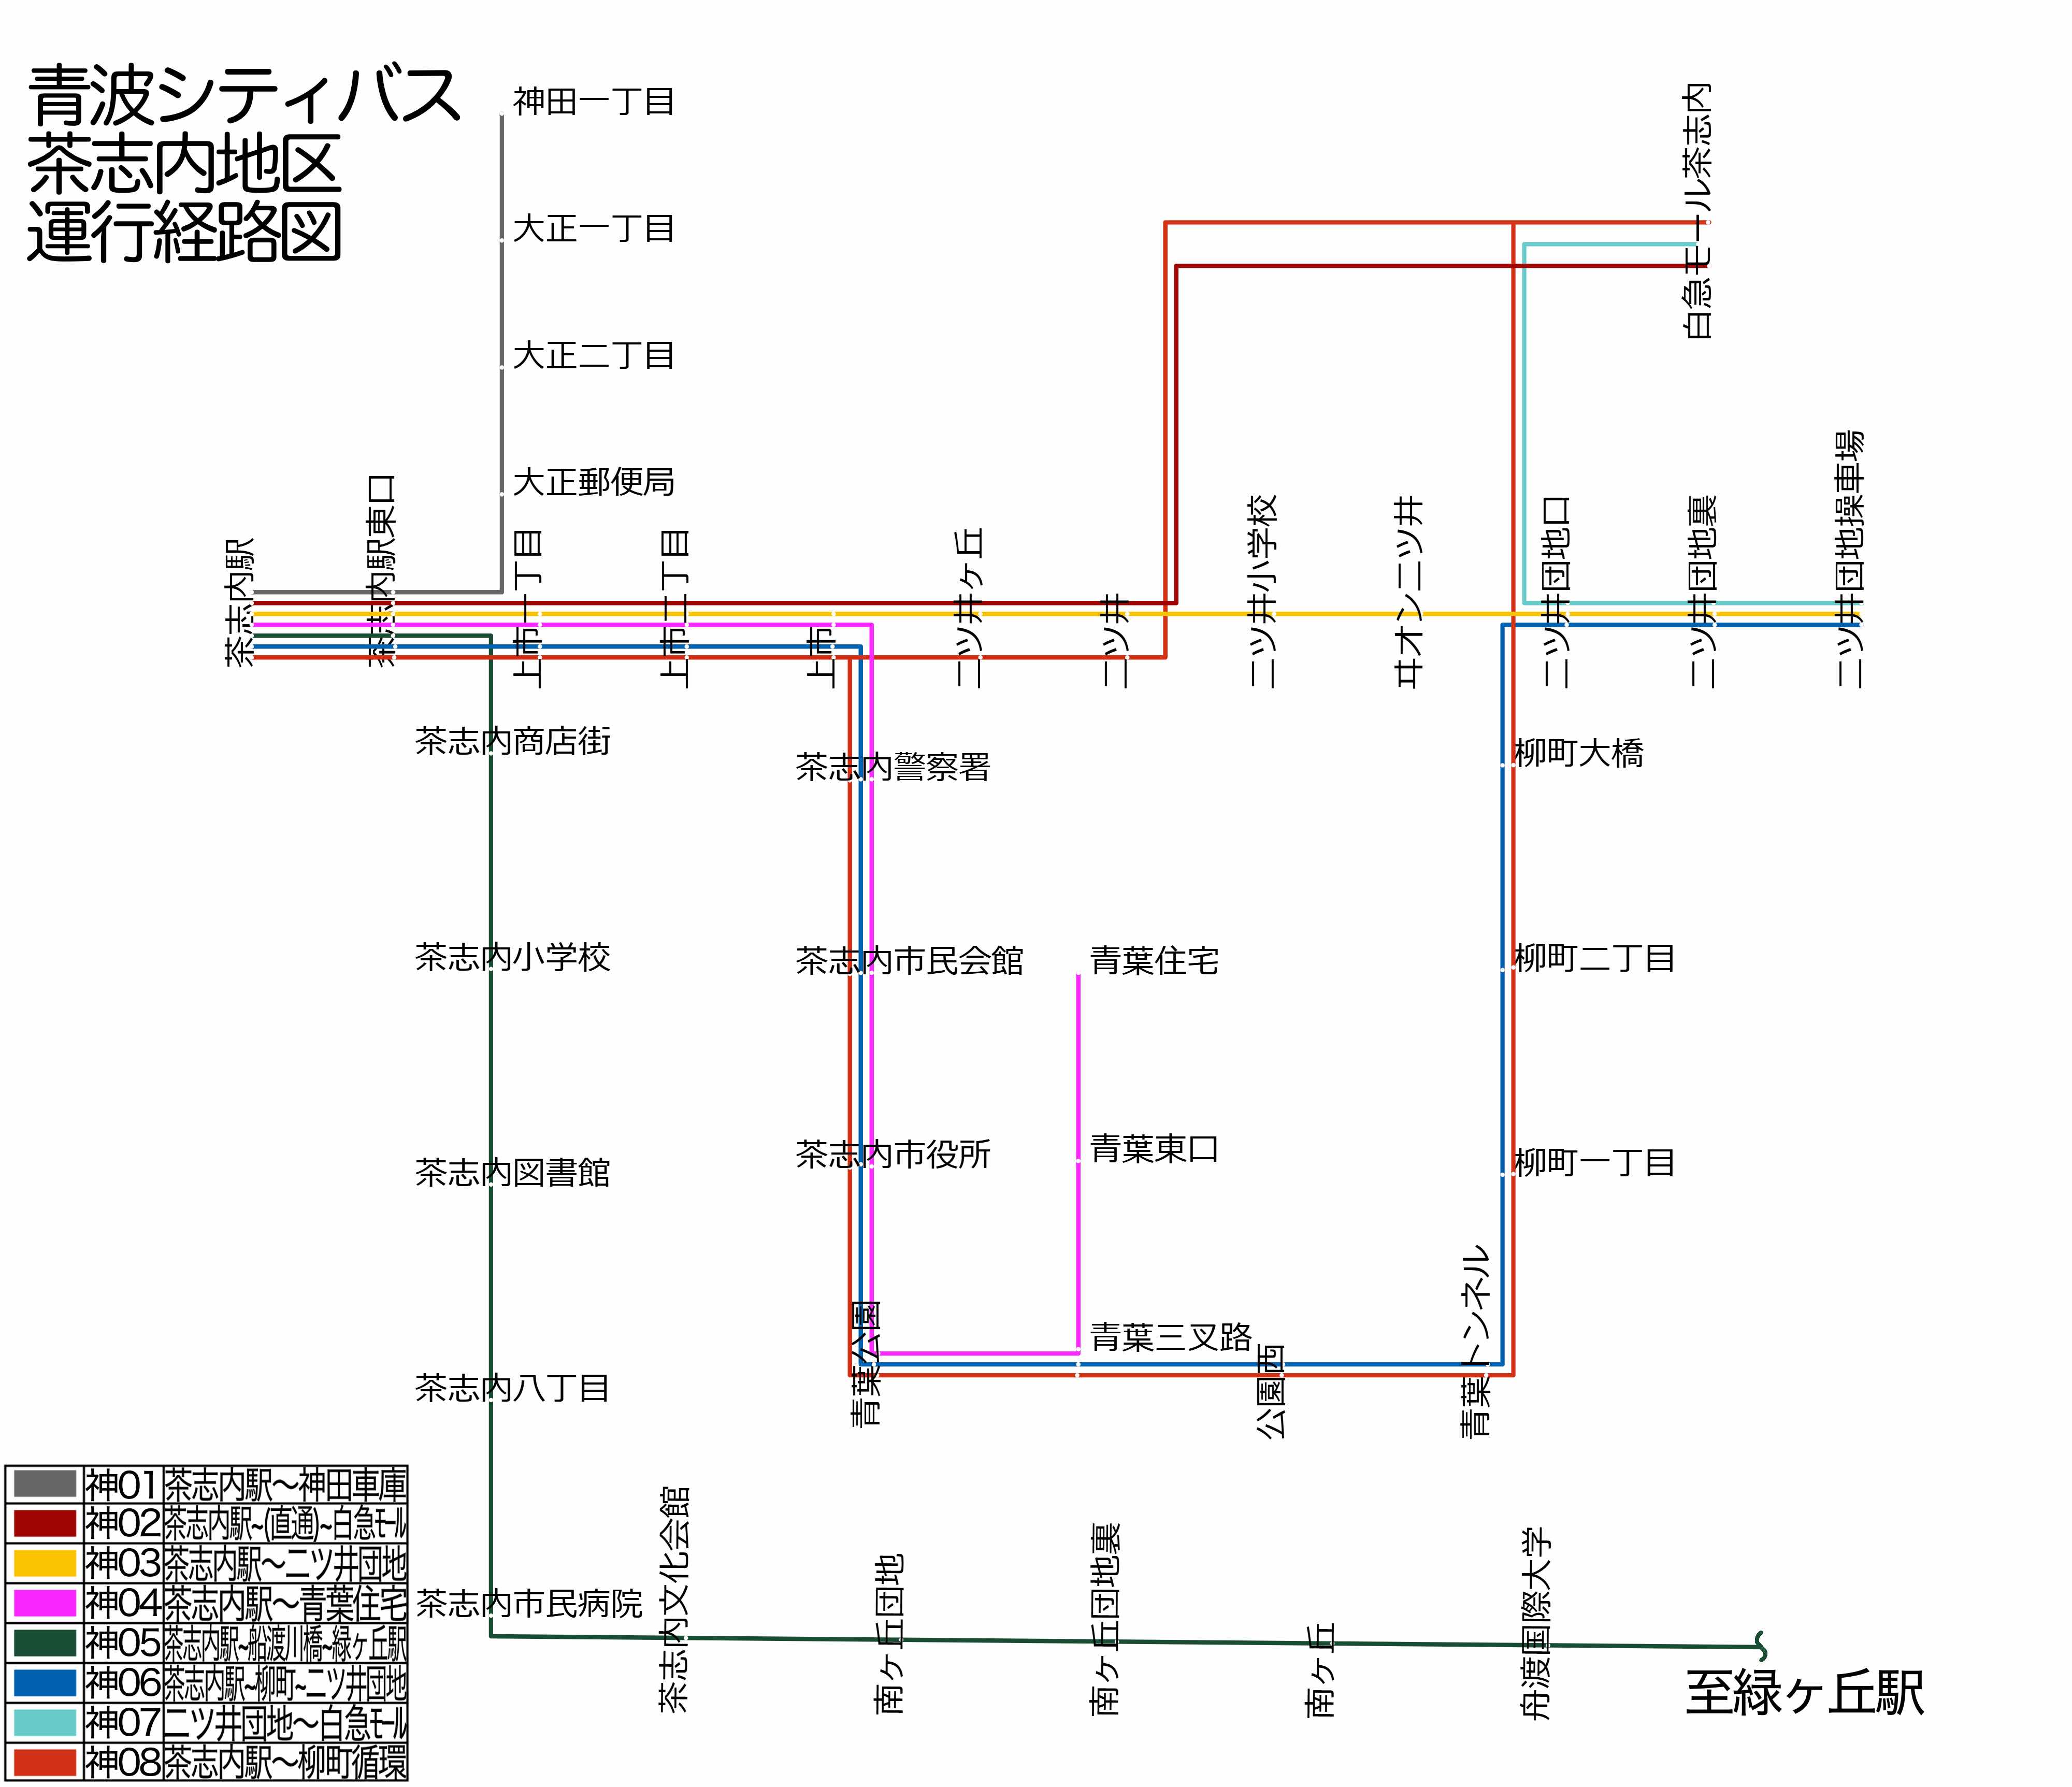 青波シティバス
茶志内地区
運行経路図
神田一丁目
大正一丁目
大正二丁目
大正郵便局
白急モール茶志内
茶志内駅
茶志内駅東口
上市一丁目
上市二丁目
上市
二ツ井ヶ丘
二ツ井
二ツ井小学校
ヰオン二ツ井
二ツ井団地口
二ツ井団地裏
二ツ井団地操車場
茶志内商店街
茶志内警察署
柳町大橋
茶志内小学校
茶志内市民会館
青葉住宅
柳町二丁目
茶志内図書館
茶志内市役所
青葉東口
柳町一丁目
茶志内八丁目
青葉公園
青葉三叉路
公園西
青葉トンネル
茶志内市民病院
茶志内文化会館
南ヶ丘団地
南ヶ丘団地裏
南ヶ丘
舟渡国際大学
至緑ヶ丘駅
神01 茶志内駅～神田車庫
神02 茶志内駅~(直通)~白急ﾓｰﾙ
神03 茶志内駅～二ツ井団地
神04 茶志内駅～青葉住宅
神05 茶志内駅~船渡川橋~緑ヶ丘駅
神06 茶志内駅~柳町~二ツ井団地
神07 二ツ井団地～白急ﾓｰﾙ
神08 茶志内駅～柳町循環